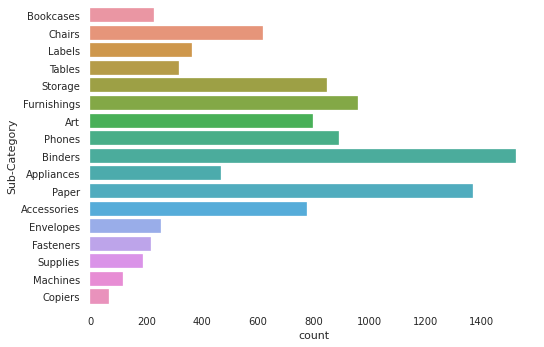 Bookcases
Chairs
Labels
Tables
Storage
Furnishings
Art
Phones
Binders
Appliances
Paper
Accessories
Envelopes
Fasteners
Supplies
Machines
Copiers
Sub-Category
0 200 400 600 800 1000 1200 1400
count